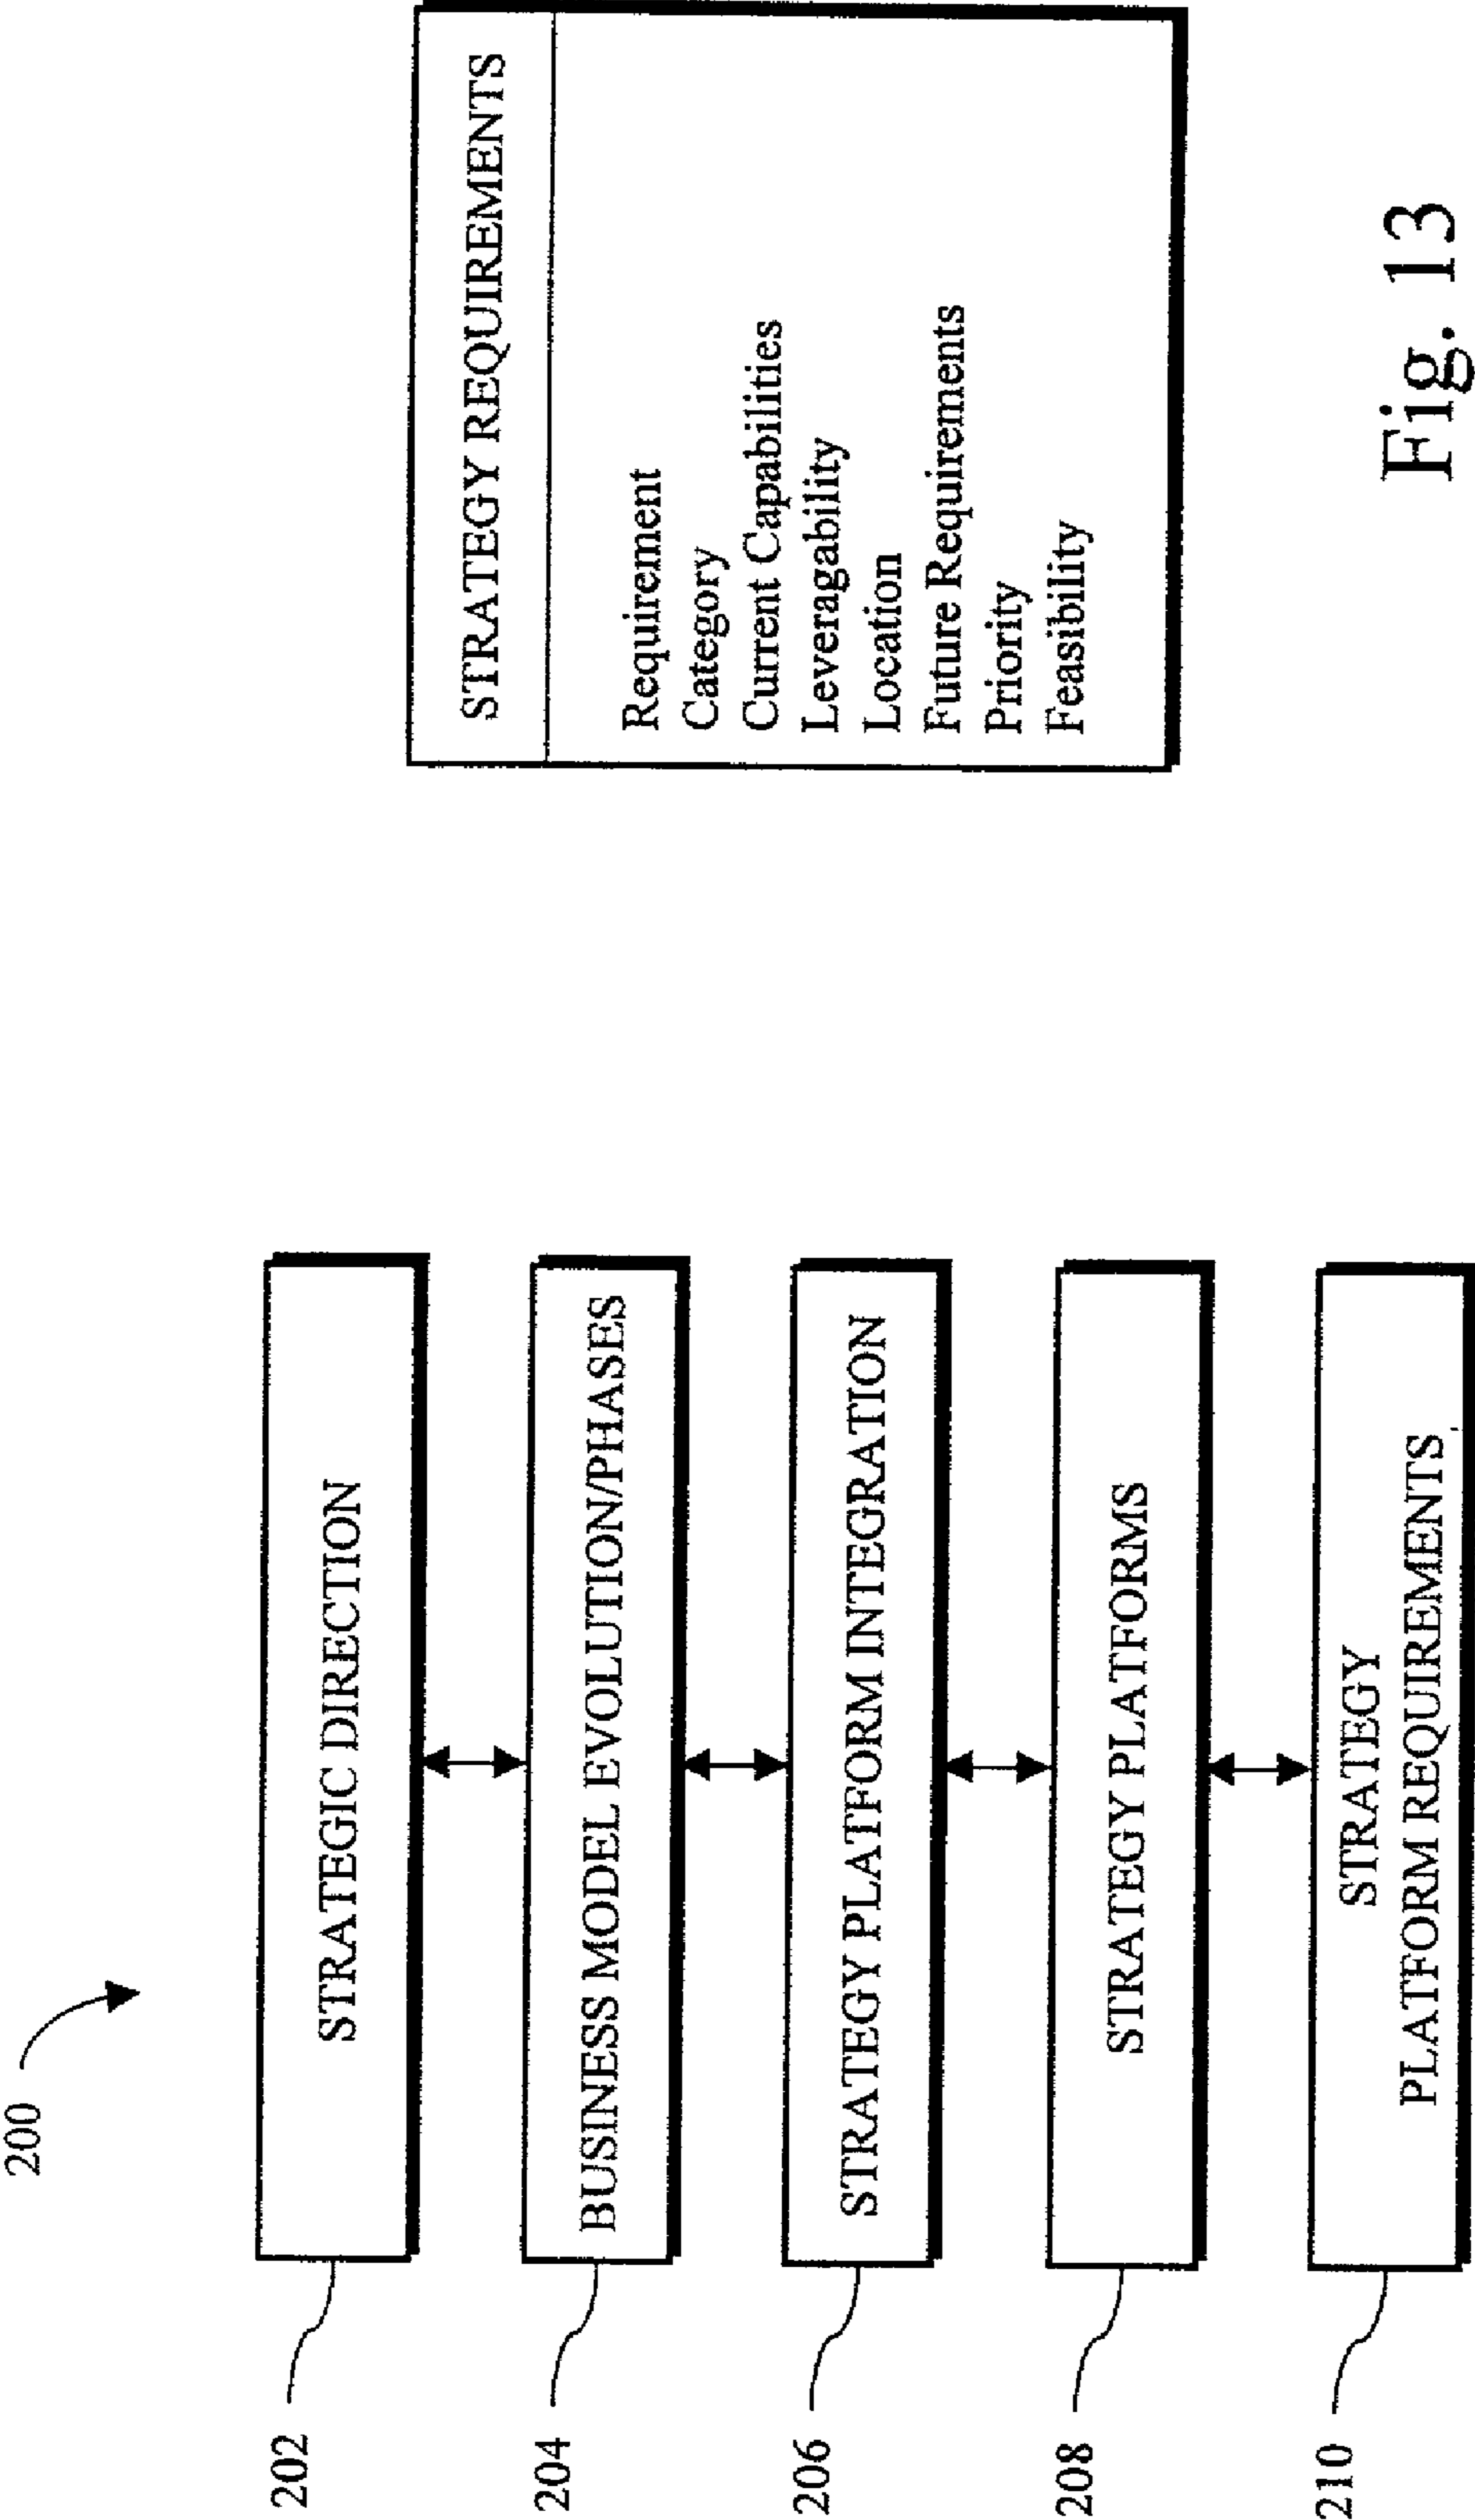 200
202
STRATEGIC DIRECTION
204
BUSINESS MODEL EVOLUTION/PHASES
206
STRATEGY PLATFORM INTEGRATION
208
STRATEGY PLATFORMS
210
STRATEGY
PLATFORM REQUIREMENTS
STRATEGY REQUIREMENTS
Requirement
Category
Current Capabilities
Leveragability
Location
Future Requirements
Priority
Feasibility
Fig. 13